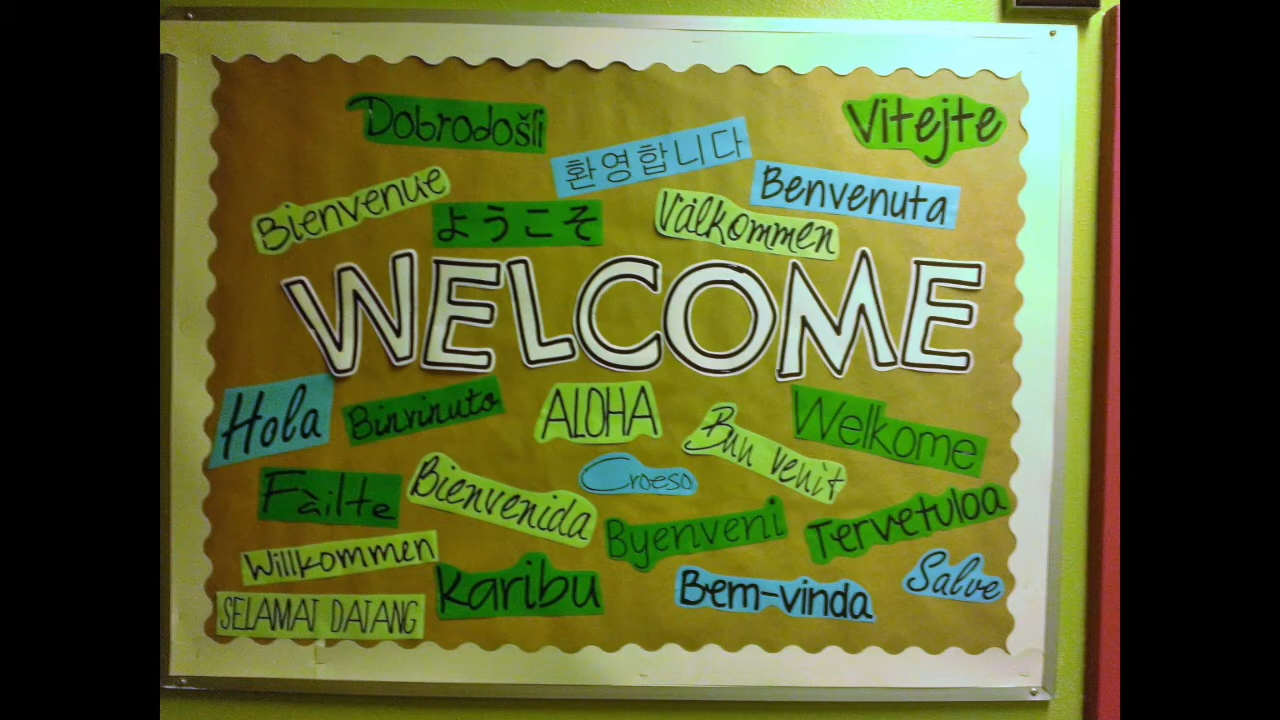 Dobrodošli
Vitejte
환영합니다
Benvenuta
Bienvenue
ようこそ
Välkommen
WELCOME
Hola
Binvinuto
ALOHA
Bun venit
Welkome
Fàilte
Bienvenida
Croeso
Byenveni
Tervetuloa
Willkommen
Karibu
Bem-vinda
Salve
SELAMAT DATANG